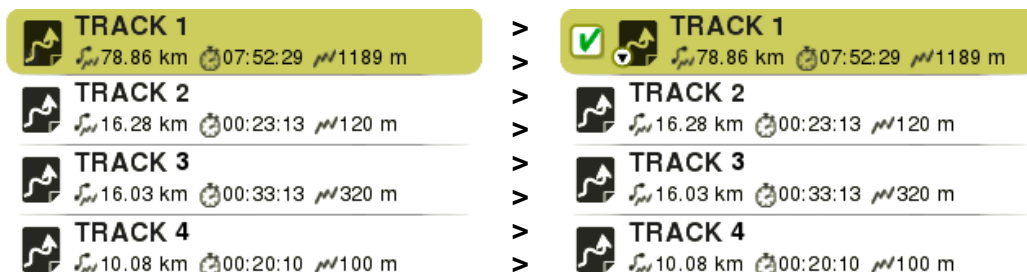 TRACK 1 > TRACK 1
78.86 km 07:52:29 1189 m > 78.86 km 07:52:29 1189 m
TRACK 2 > TRACK 2
16.28 km 00:23:13 120 m > 16.28 km 00:23:13 120 m
TRACK 3 > TRACK 3
16.03 km 00:33:13 320 m > 16.03 km 00:33:13 320 m
TRACK 4 > TRACK 4
10.08 km 00:20:10 100 m > 10.08 km 00:20:10 100 m